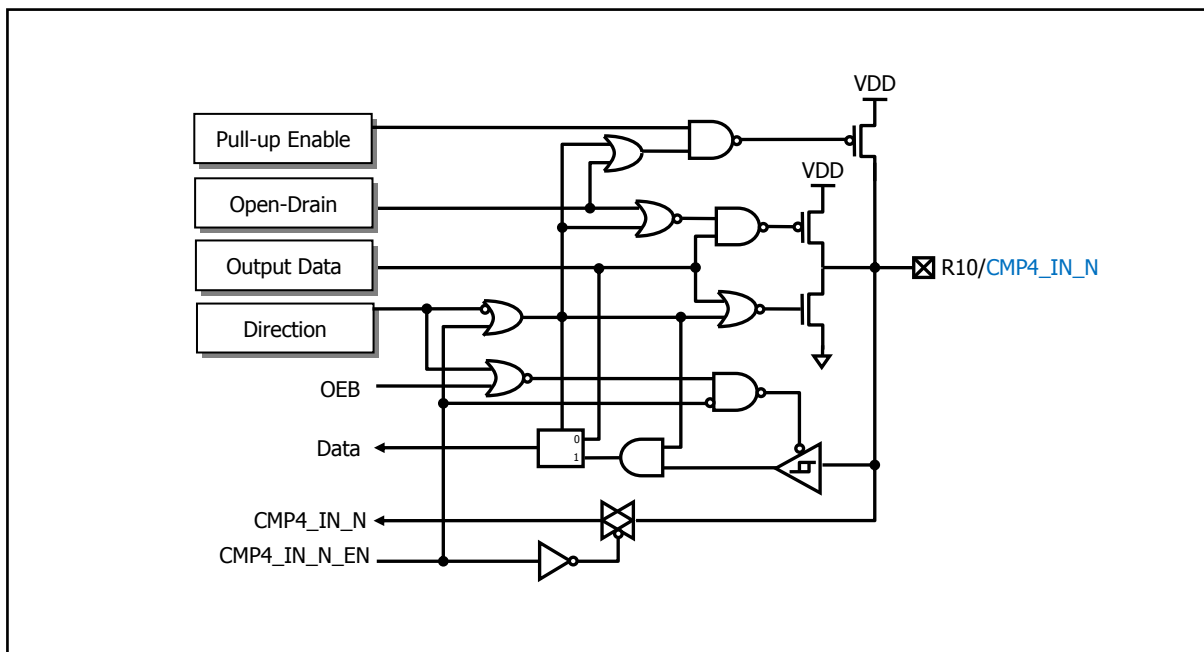 VDD
Pull-up Enable
VDD
Open-Drain
Output Data
R10/CMP4_IN_N
Direction
OEB
0
Data
1
CMP4_IN_N
CMP4_IN_N_EN